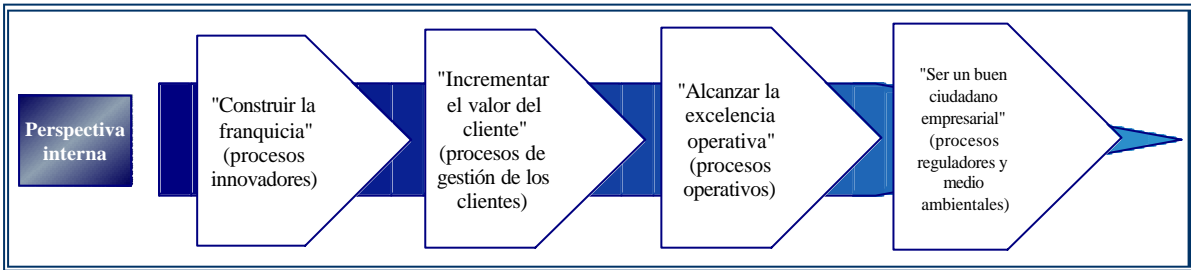 Perspectiva
interna
"Construir la
franquicia"
(procesos
innovadores)
"Incrementar
el valor del
cliente"
(procesos de
gestión de los
clientes)
"Alcanzar la
excelencia
operativa"
(procesos
operativos)
"Ser un buen
ciudadano
empresarial"
(procesos
reguladores y
medio
ambientales)